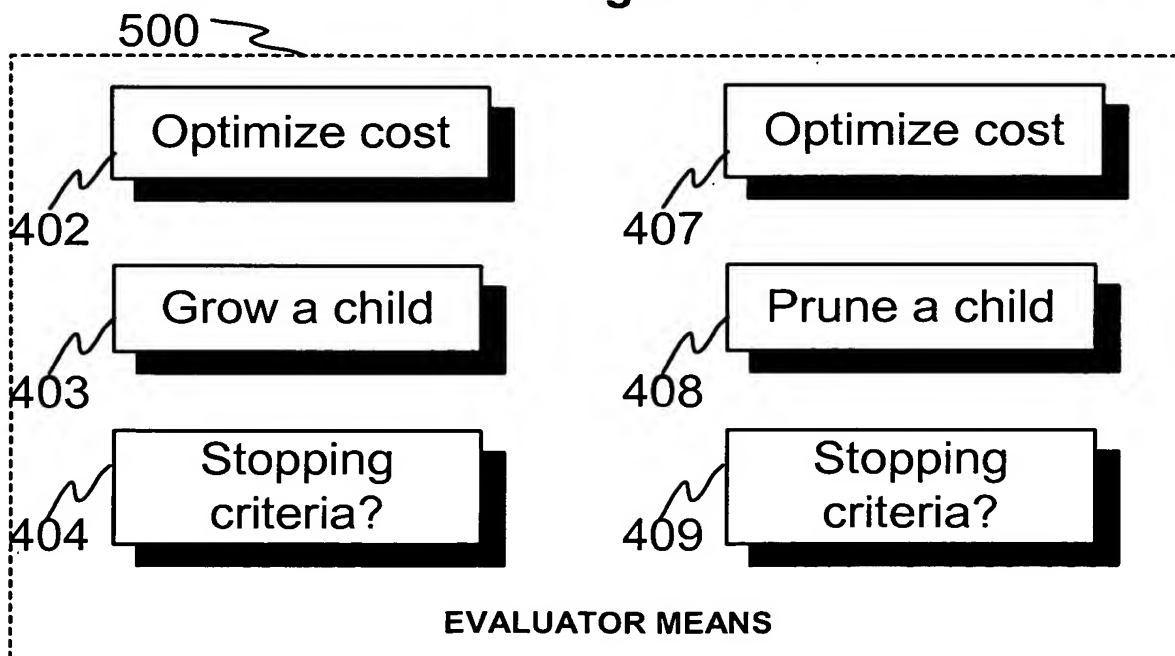 500
Optimize cost
402
Grow a child
403
Stopping
criteria?
404
Optimize cost
407
Prune a child
408
Stopping
criteria?
409
EVALUATOR MEANS